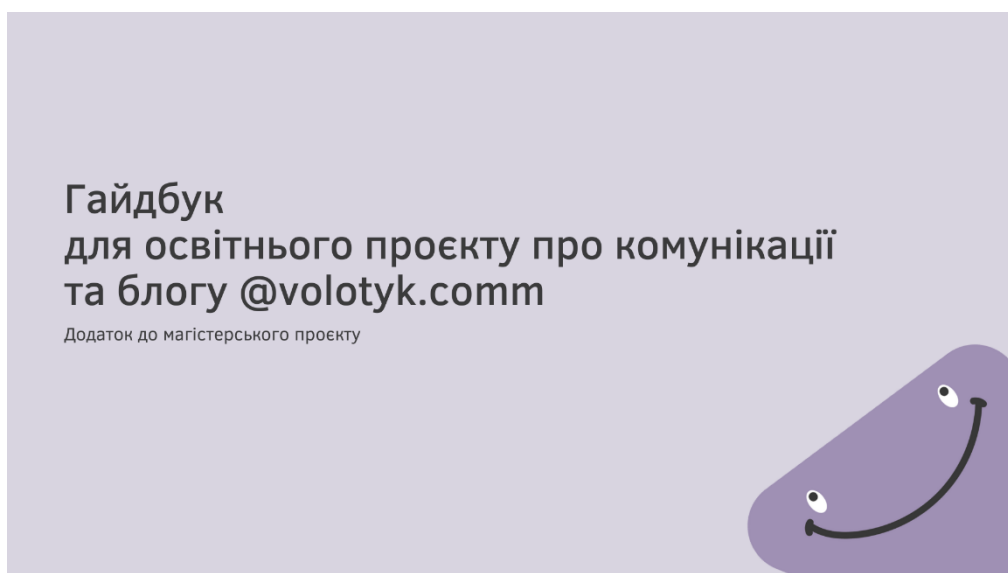 Гайдбук
для освітнього проєкту про комунікації
та блогу @volotyk.comm
Додаток до магістерського проєкту